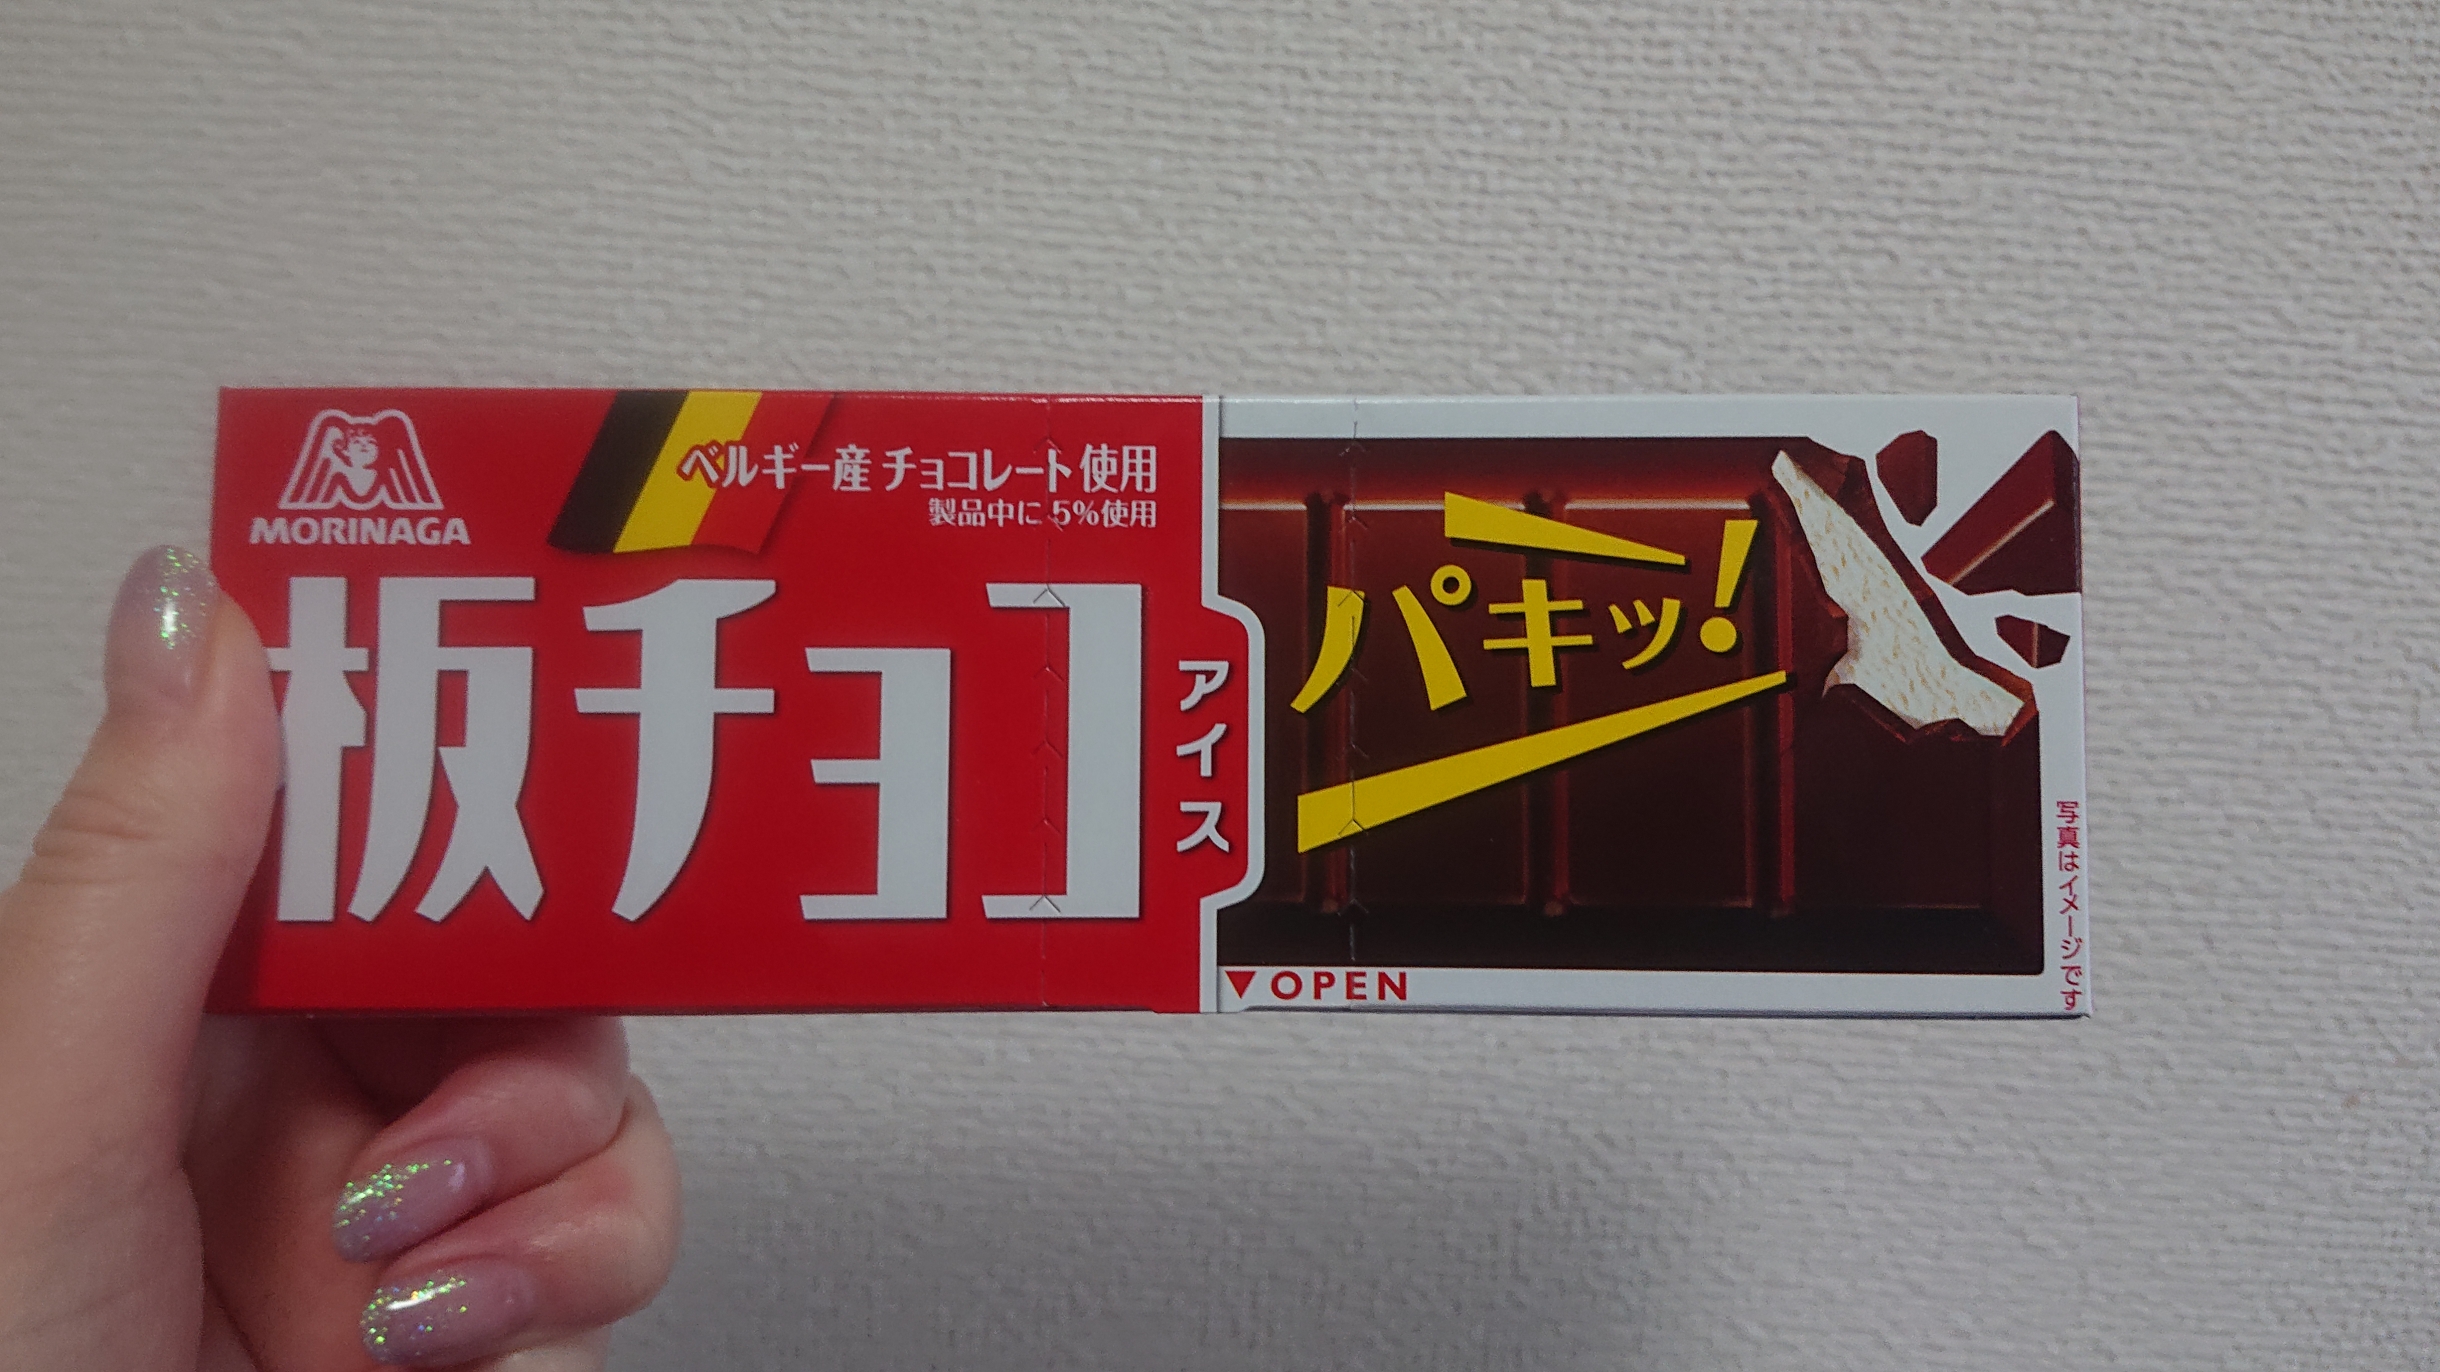 MORINAGA
ベルギー産チョコレート使用
製品中に5%使用
板チョコ
アイス
パキッ!
▼OPEN
写真はイメージです